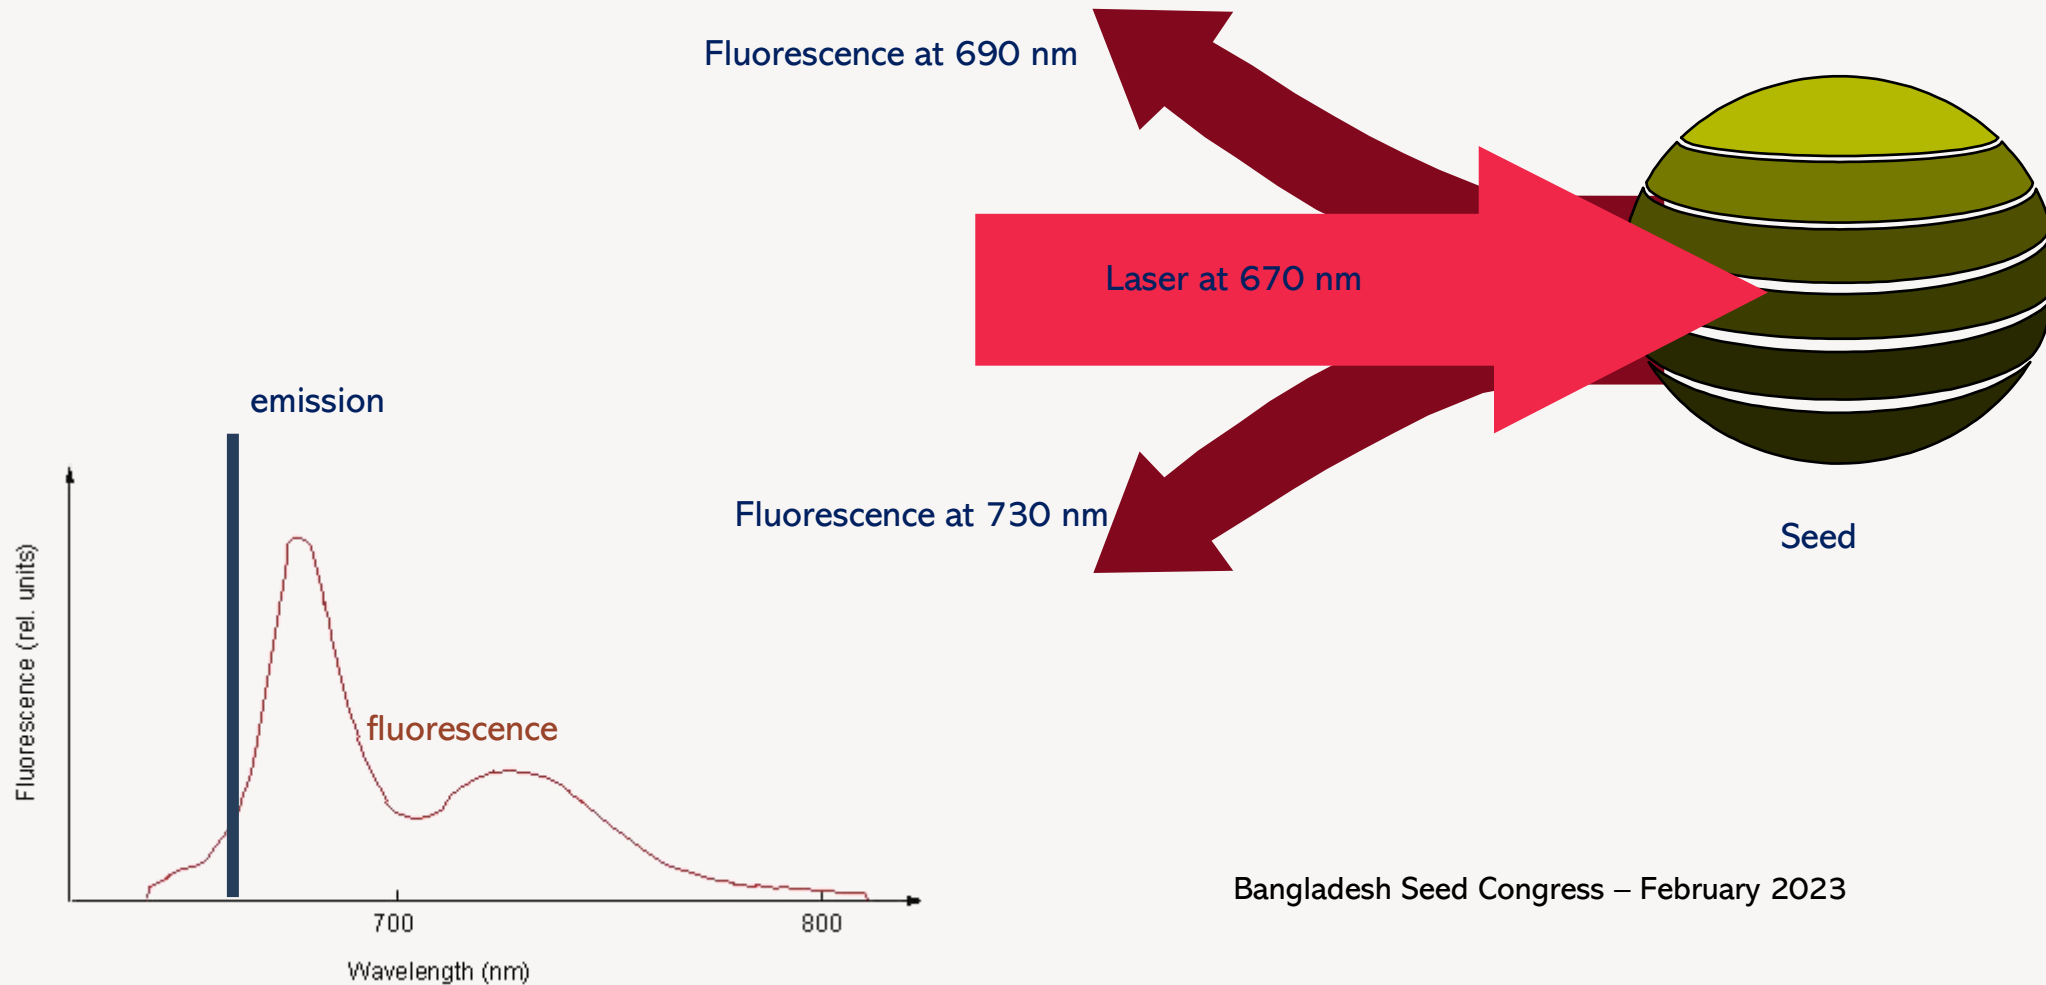 Fluorescence at 690 nm
Laser at 670 nm
emission
Fluorescence at 730 nm
Seed
Fluorescence (rel. units)
fluorescence
Bangladesh Seed Congress – February 2023
700
800
Wavelength (nm)